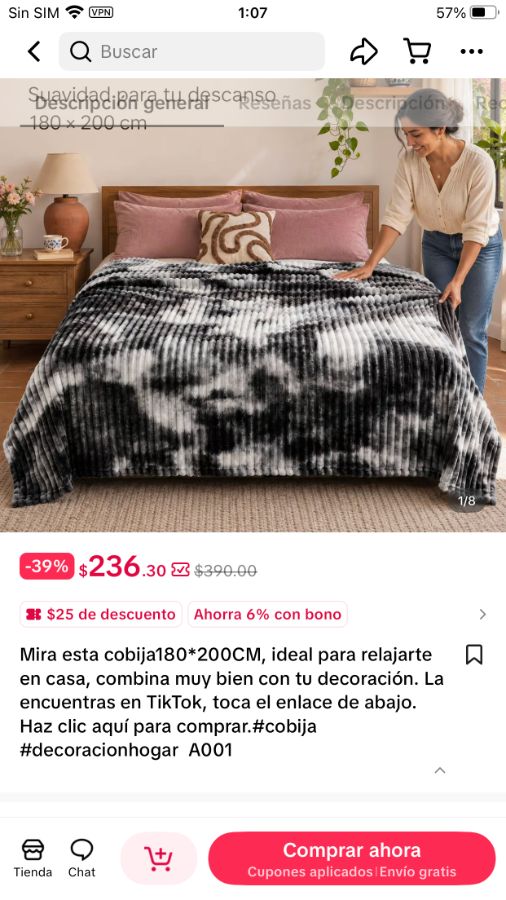 Sin SIM VPN 1:07 57%
Buscar
Suavidad para tu descanso
Descripción general Reseñas Descripción Rec
180 × 200 cm
1/8
-39% $236.30 $390.00
$25 de descuento Ahorra 6% con bono
Mira esta cobija180*200CM, ideal para relajarte
en casa, combina muy bien con tu decoración. La
encuentras en TikTok, toca el enlace de abajo.
Haz clic aquí para comprar.#cobija
#decoracionhogar A001
Tienda Chat Comprar ahora
Cupones aplicados Envío gratis